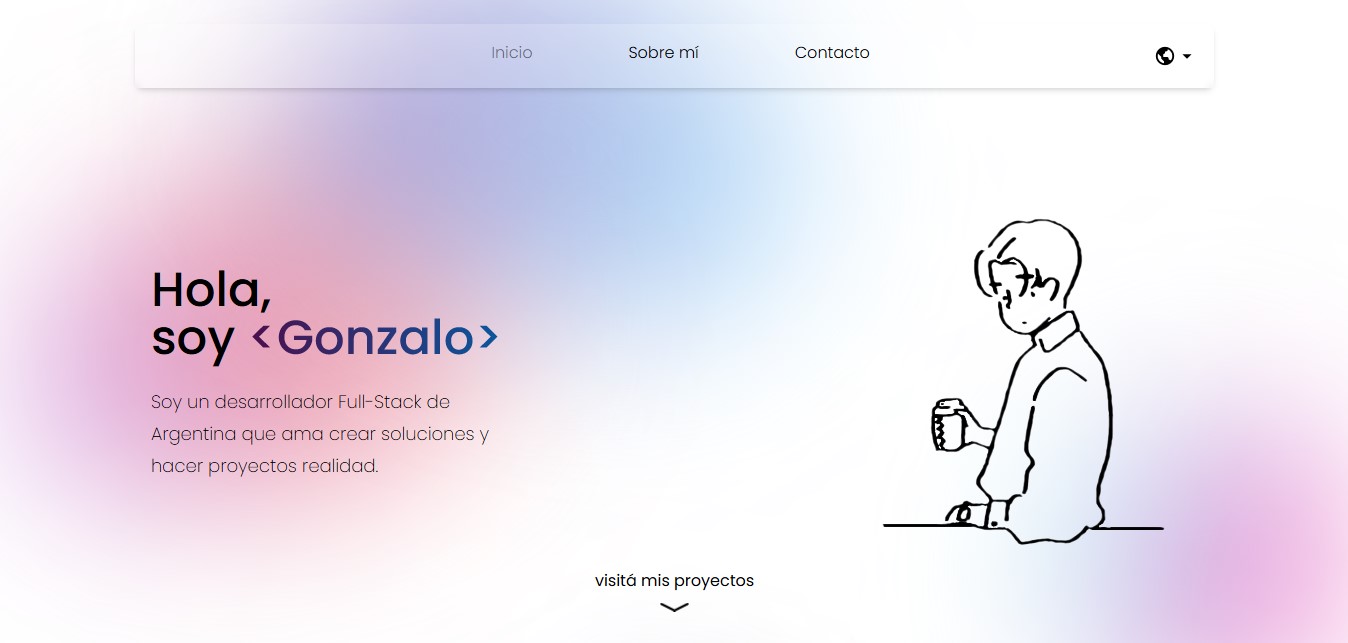 Inicio
Sobre mí
Contacto
Hola,
soy <Gonzalo>
Soy un desarrollador Full-Stack de
Argentina que ama crear soluciones y
hacer proyectos realidad.
visitá mis proyectos